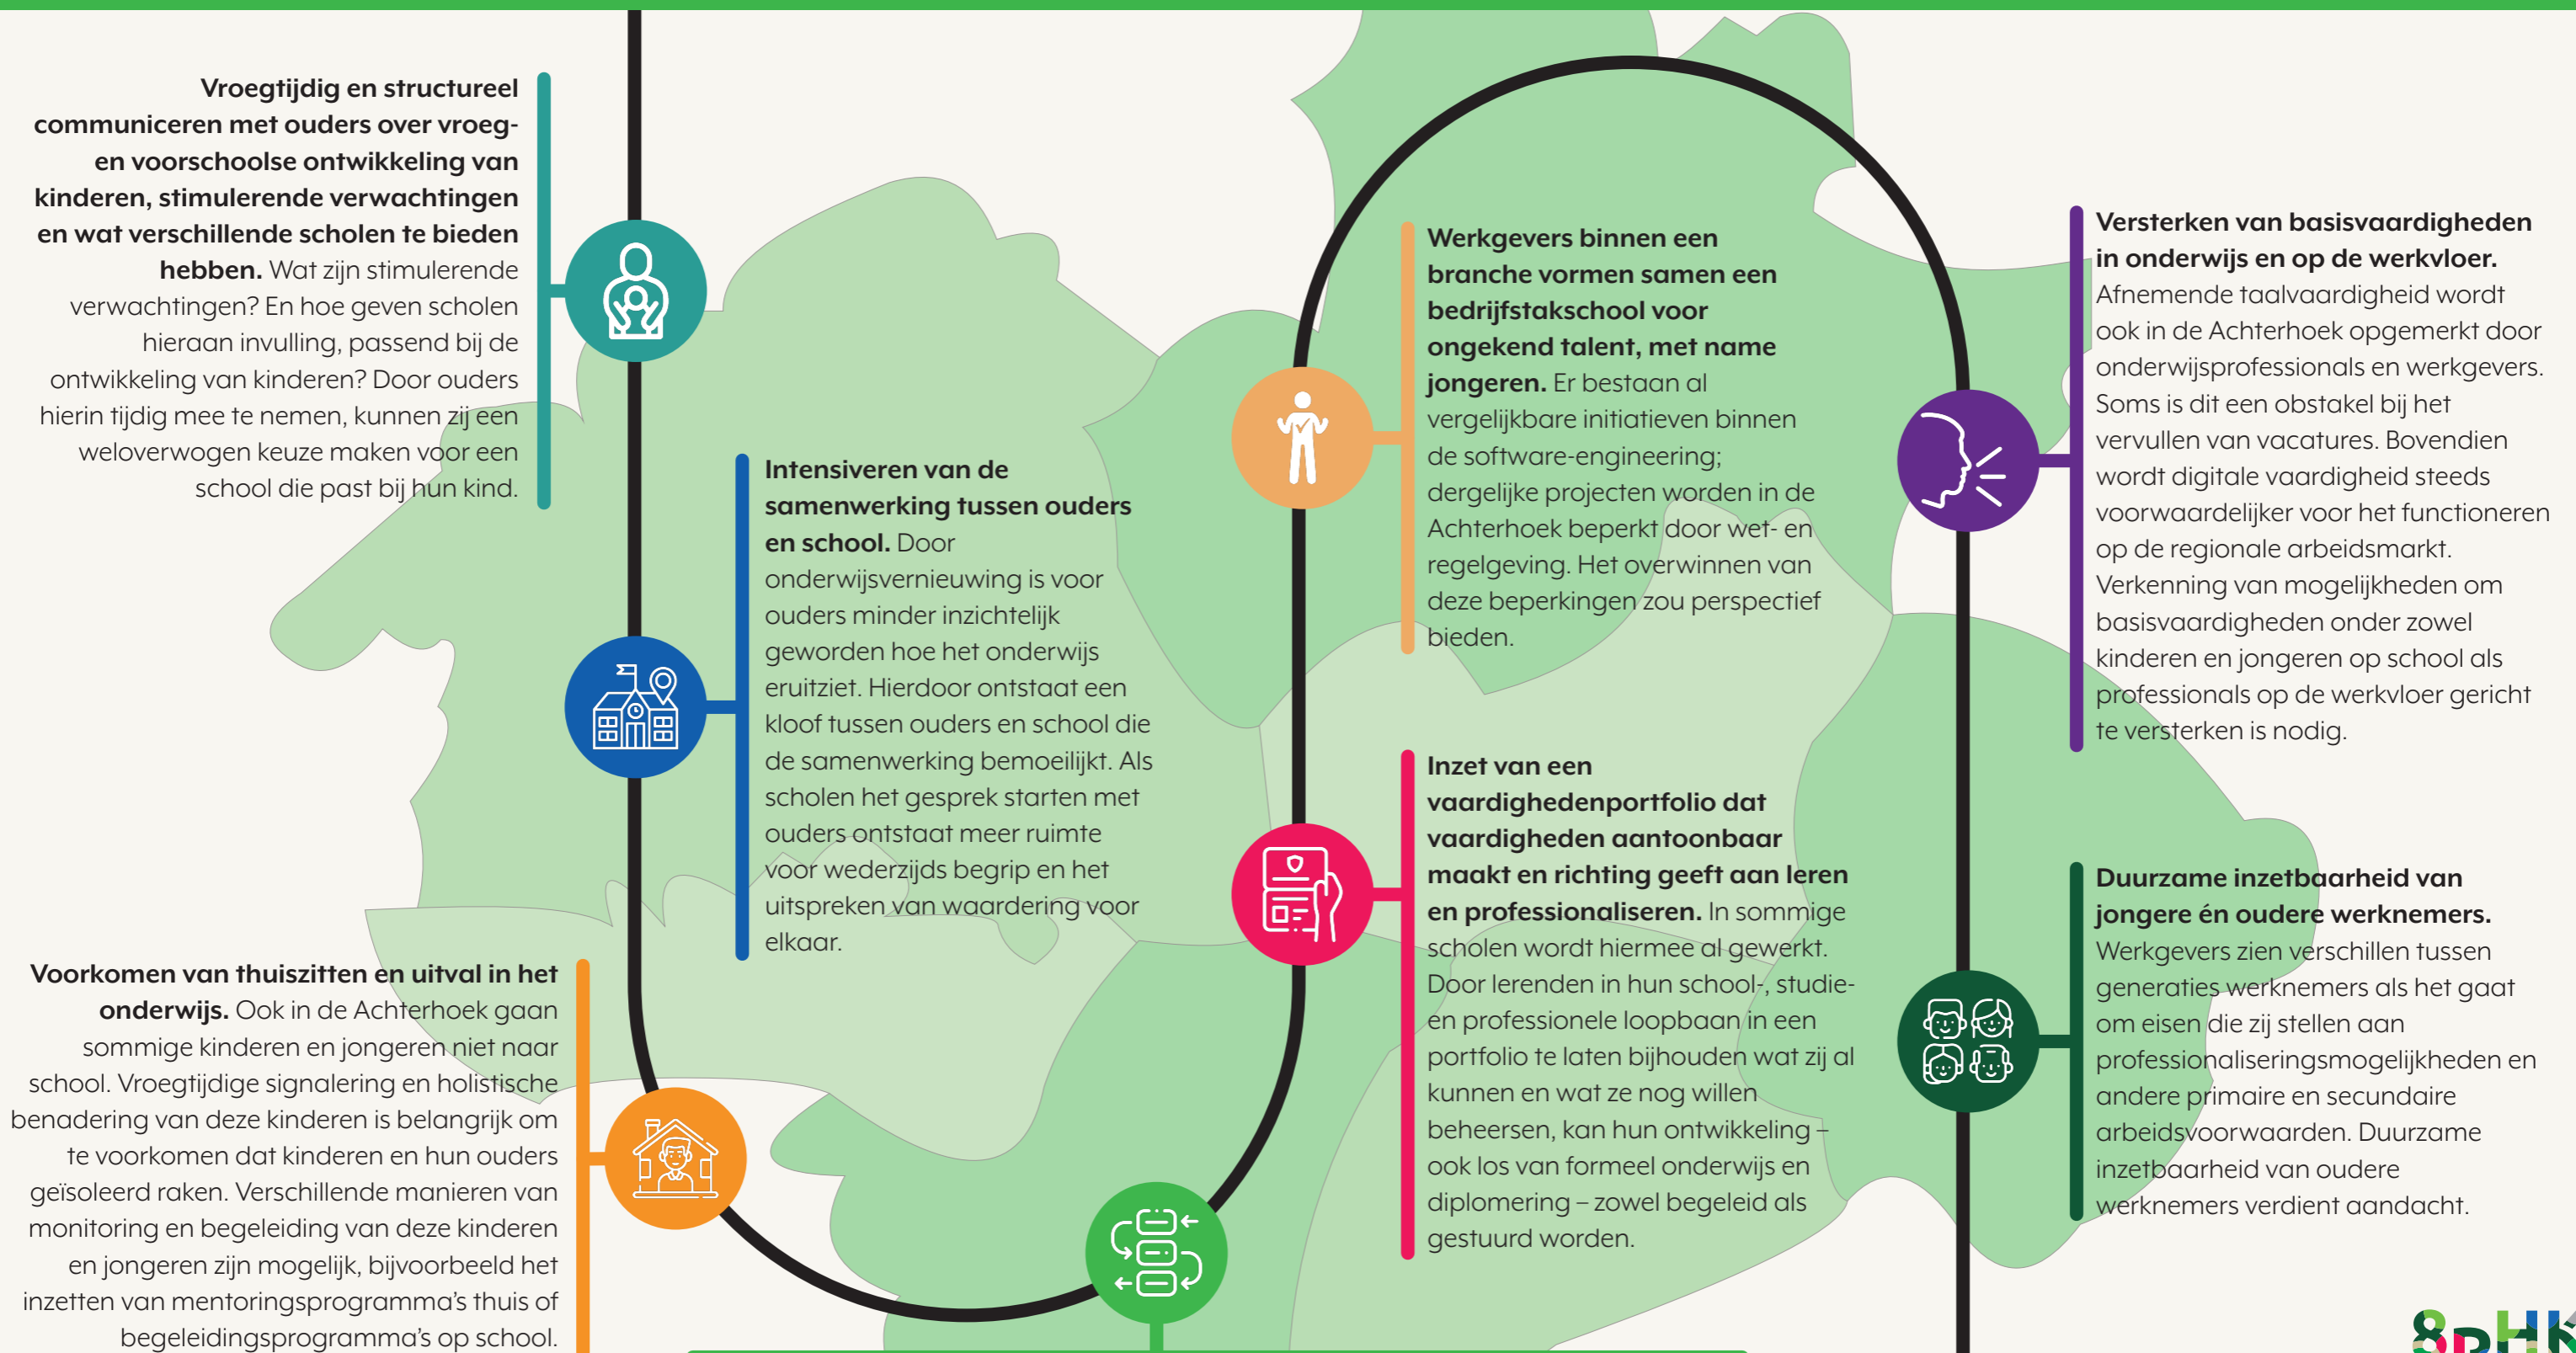 Vroegtijdig en structureel
communiceren met ouders over vroeg-
en voorschoolse ontwikkeling van
kinderen, stimulerende verwachtingen
en wat verschillende scholen te bieden
hebben. Wat zijn stimulerende
verwachtingen? En hoe geven scholen
hieraan invulling, passend bij de
ontwikkeling van kinderen? Door ouders
hierin tijdig mee te nemen, kunnen zij een
weloverwogen keuze maken voor een
school die past bij hun kind.
Intensiveren van de
samenwerking tussen ouders
en school. Door
onderwijsvernieuwing is voor
ouders minder inzichtelijk
geworden hoe het onderwijs
eruitziet. Hierdoor ontstaat een
kloof tussen ouders en school die
de samenwerking bemoeilijkt. Als
scholen het gesprek starten met
ouders ontstaat meer ruimte
voor wederzijds begrip en het
uitspreken van waardering voor
elkaar.
Voorkomen van thuiszitten en uitval in het
onderwijs. Ook in de Achterhoek gaan
sommige kinderen en jongeren niet naar
school. Vroegtijdige signalering en holistische
benadering van deze kinderen is belangrijk om
te voorkomen dat kinderen en hun ouders
geïsoleerd raken. Verschillende manieren van
monitoring en begeleiding van deze kinderen
en jongeren zijn mogelijk, bijvoorbeeld het
inzetten van mentoringsprogramma's thuis of
begeleidingsprogramma's op school.
Werkgevers binnen een
branche vormen samen een
bedrijfstakschool voor
ongekend talent, met name
jongeren. Er bestaan al
vergelijkbare initiatieven binnen
de software-engineering;
dergelijke projecten worden in de
Achterhoek beperkt door wet- en
regelgeving. Het overwinnen van
deze beperkingen zou perspectief
bieden.
Inzet van een
vaardighedenportfolio dat
vaardigheden aantoonbaar
maakt en richting geeft aan leren
en professionaliseren. In sommige
scholen wordt hiermee al gewerkt.
Door lerenden in hun school-, studie-
en professionele loopbaan in een
portfolio te laten bijhouden wat zij al
kunnen en wat ze nog willen
beheersen, kan hun ontwikkeling –
ook los van formeel onderwijs en
diplomering – zowel begeleid als
gestuurd worden.
Versterken van basisvaardigheden
in onderwijs en op de werkvloer.
Afnemende taalvaardigheid wordt
ook in de Achterhoek opgemerkt door
onderwijsprofessionals en werkgevers.
Soms is dit een obstakel bij het
vervullen van vacatures. Bovendien
wordt digitale vaardigheid steeds
voorwaardelijker voor het functioneren
op de regionale arbeidsmarkt.
Verkenning van mogelijkheden om
basisvaardigheden onder zowel
kinderen en jongeren op school als
professionals op de werkvloer gericht
te versterken is nodig.
Duurzame inzetbaarheid van
jongere én oudere werknemers.
Werkgevers zien verschillen tussen
generaties werknemers als het gaat
om eisen die zij stellen aan
professionaliseringsmogelijkheden en
andere primaire en secundaire
arbeidsvoorwaarden. Duurzame
inzetbaarheid van oudere
werknemers verdient aandacht.